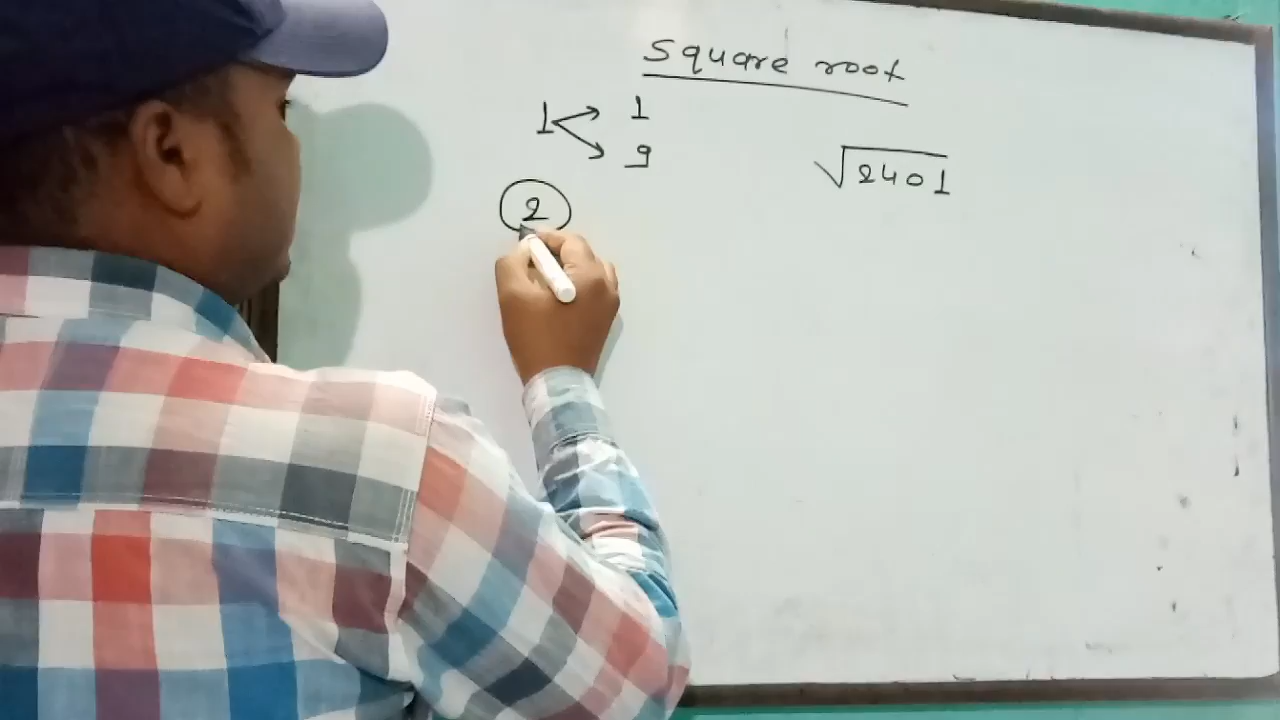 Square root
1 1
9
√2401
2